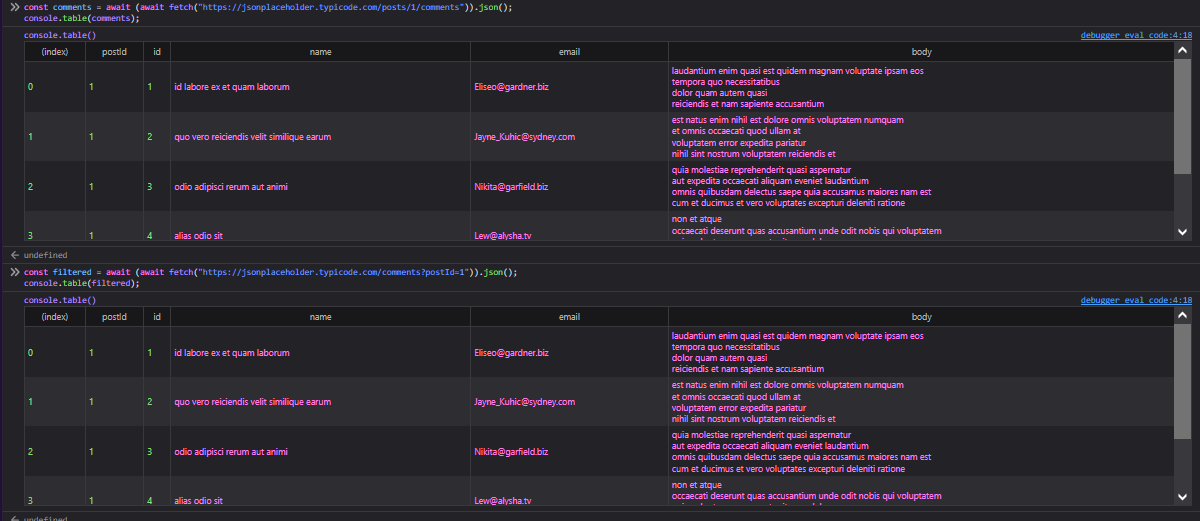 const comments = await (await fetch("https://jsonplaceholder.typicode.com/posts/1/comments")).json();
console.table(comments);
console.table() debugger eval code:4:18
(index) postId id name email body
0 1 1 id labore ex et quam laborum Eliseo@gardner.biz laudantium enim quasi est quidem magnam voluptate ipsam eos
tempora quo necessitatibus
dolor quam autem quasi
reiciendis et nam sapiente accusantium
1 1 2 quo vero reiciendis velit similique earum Jayne_Kuhic@sydney.com est natus enim nihil est dolore omnis voluptatem numquam
et omnis occaecati quod ullam at
voluptatem error expedita pariatur
nihil sint nostrum voluptatem reiciendis et
2 1 3 odio adipisci rerum aut animi Nikita@garfield.biz quia molestiae reprehenderit quasi aspernatur
aut expedita occaecati aliquam eveniet laudantium
omnis quibusdam delectus saepe quia accusamus maiores nam est
cum et ducimus et vero voluptates excepturi deleniti ratione
3 1 4 alias odio sit Lew@alysha.tv non et atque
occaecati deserunt quas accusantium unde odit nobis qui voluptatem
undefined
const filtered = await (await fetch("https://jsonplaceholder.typicode.com/comments?postId=1")).json();
console.table(filtered);
console.table() debugger eval code:4:18
(index) postId id name email body
0 1 1 id labore ex et quam laborum Eliseo@gardner.biz laudantium enim quasi est quidem magnam voluptate ipsam eos
tempora quo necessitatibus
dolor quam autem quasi
reiciendis et nam sapiente accusantium
1 1 2 quo vero reiciendis velit similique earum Jayne_Kuhic@sydney.com est natus enim nihil est dolore omnis voluptatem numquam
et omnis occaecati quod ullam at
voluptatem error expedita pariatur
nihil sint nostrum voluptatem reiciendis et
2 1 3 odio adipisci rerum aut animi Nikita@garfield.biz quia molestiae reprehenderit quasi aspernatur
aut expedita occaecati aliquam eveniet laudantium
omnis quibusdam delectus saepe quia accusamus maiores nam est
cum et ducimus et vero voluptates excepturi deleniti ratione
3 1 4 alias odio sit Lew@alysha.tv non et atque
occaecati deserunt quas accusantium unde odit nobis qui voluptatem
undefined